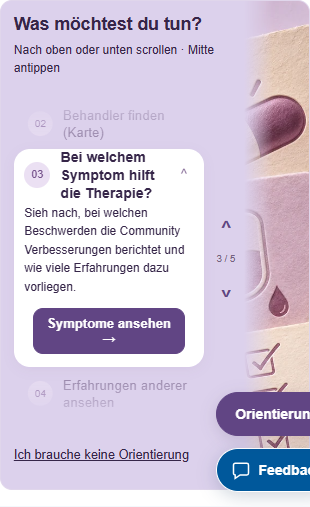 Was möchtest du tun?
Nach oben oder unten scrollen · Mitte
antippen
02
Behandler finden
(Karte)
03
Bei welchem
Symptom hilft
die Therapie?
^
Sieh nach, bei welchen
Beschwerden die Community
Verbesserungen berichtet und
wie viele Erfahrungen dazu
vorliegen.
Symptome ansehen
→
^
3 / 5
04
Erfahrungen anderer
ansehen
Ich brauche keine Orientierung